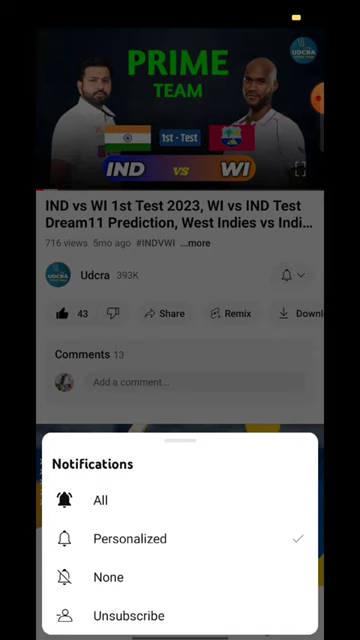 UDCRA
PRIME
TEAM
1st - Test
IND vs WI
IND vs WI 1st Test 2023, WI vs IND Test
Dream11 Prediction, West Indies vs Indi...
716 views 5mo ago #INDVWI ...more
Udcra 393K
43 Share Remix Downl
Comments 13
Add a comment...
Notifications
All
Personalized
None
Unsubscribe